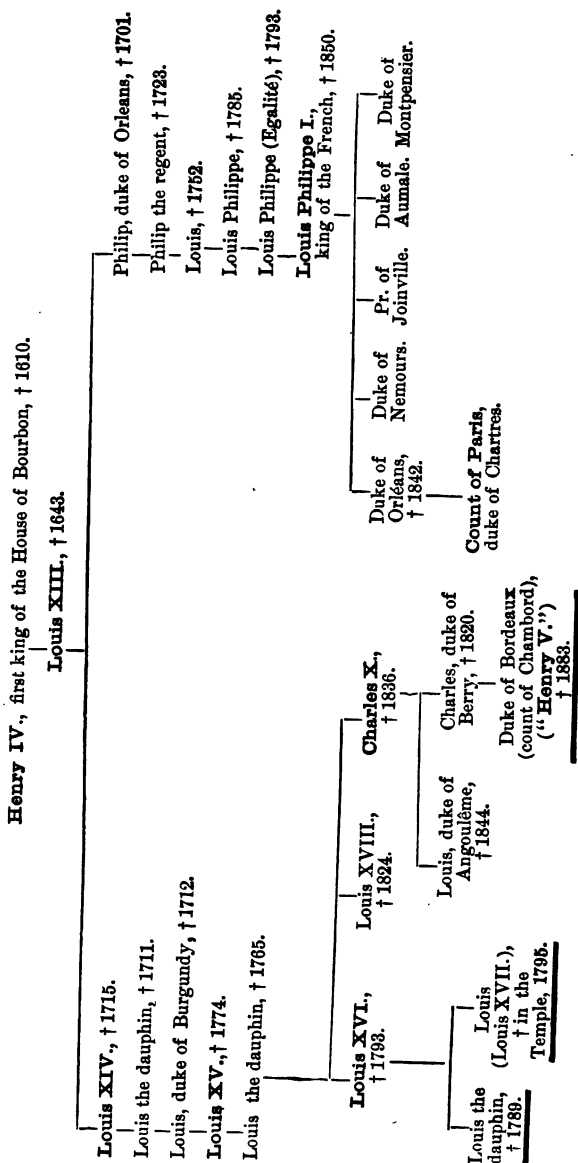 Henry IV., first king of the House of Bourbon, † 1610.
Louis XIII., † 1643.
Louis XIV., † 1715.
Louis the dauphin, † 1711.
Louis, duke of Burgundy, † 1712.
Louis XV., † 1774.
Louis the dauphin, † 1765.
Louis XVI.,
† 1793.
Louis the
dauphin,
† 1789.
Louis
(Louis XVII.),
† in the
Temple, 1795.
Louis XVIII.,
† 1824.
Charles X.,
† 1836.
Louis, duke of
Angoulême,
† 1844.
Charles, duke of
Berry, † 1820.
Duke of Bordeaux
(count of Chambord),
("Henry V.")
† 1883.
Philip, duke of Orleans, † 1701.
Philip the regent, † 1723.
Louis, † 1752.
Louis Philippe, † 1785.
Louis Philippe (Egalité), † 1793.
Louis Philippe I.,
king of the French, † 1850.
Duke of
Orléans,
† 1842.
Count of Paris,
duke of Chartres.
Duke of
Nemours.
Pr. of
Joinville.
Duke of
Aumale.
Duke of
Montpensier.